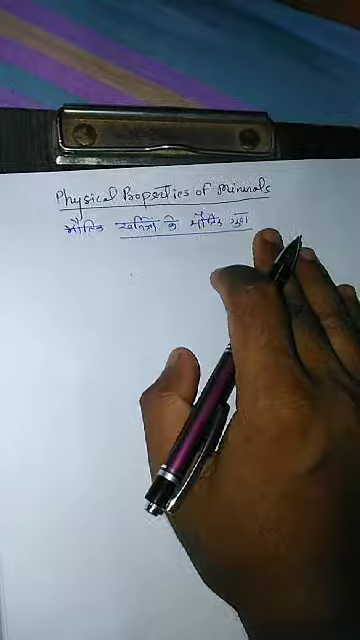 Physical Properties of Minerals
भौतिक खनिजों के भौतिक गुण